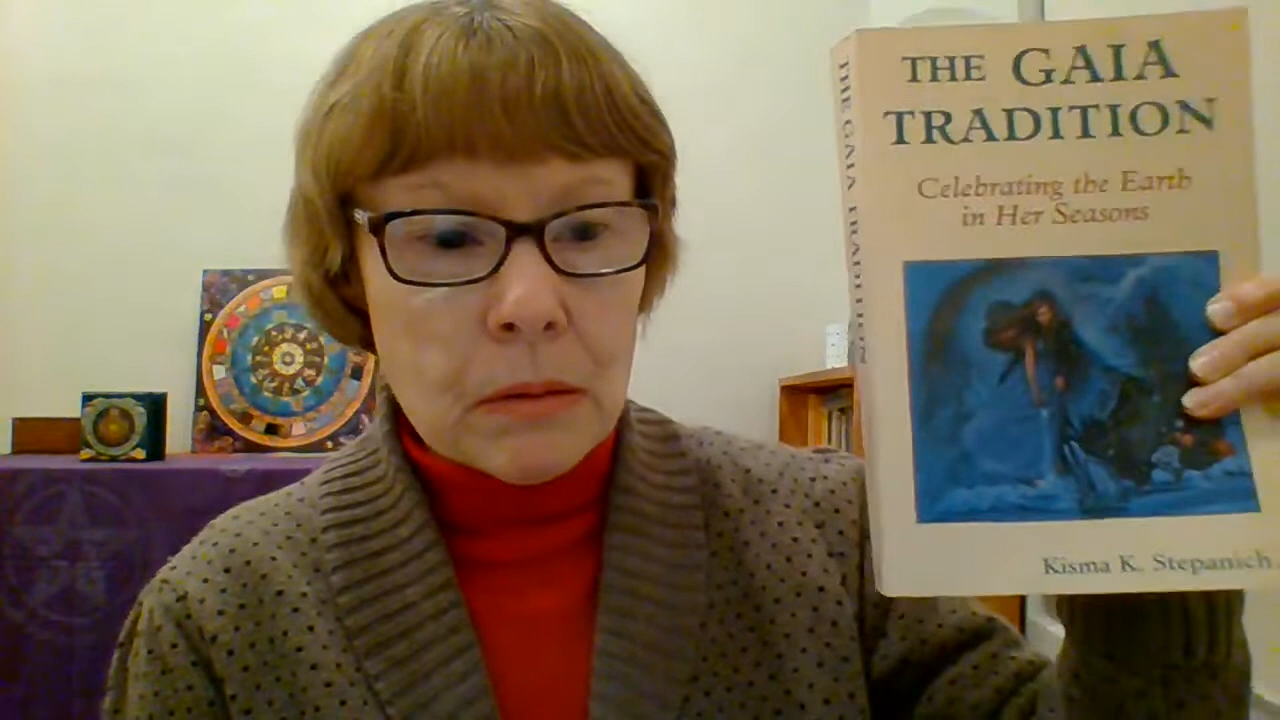 THE GAIA
TRADITION
Celebrating the Earth
in Her Seasons
Kisma K. Stepanich
THE GAIA TRADITION